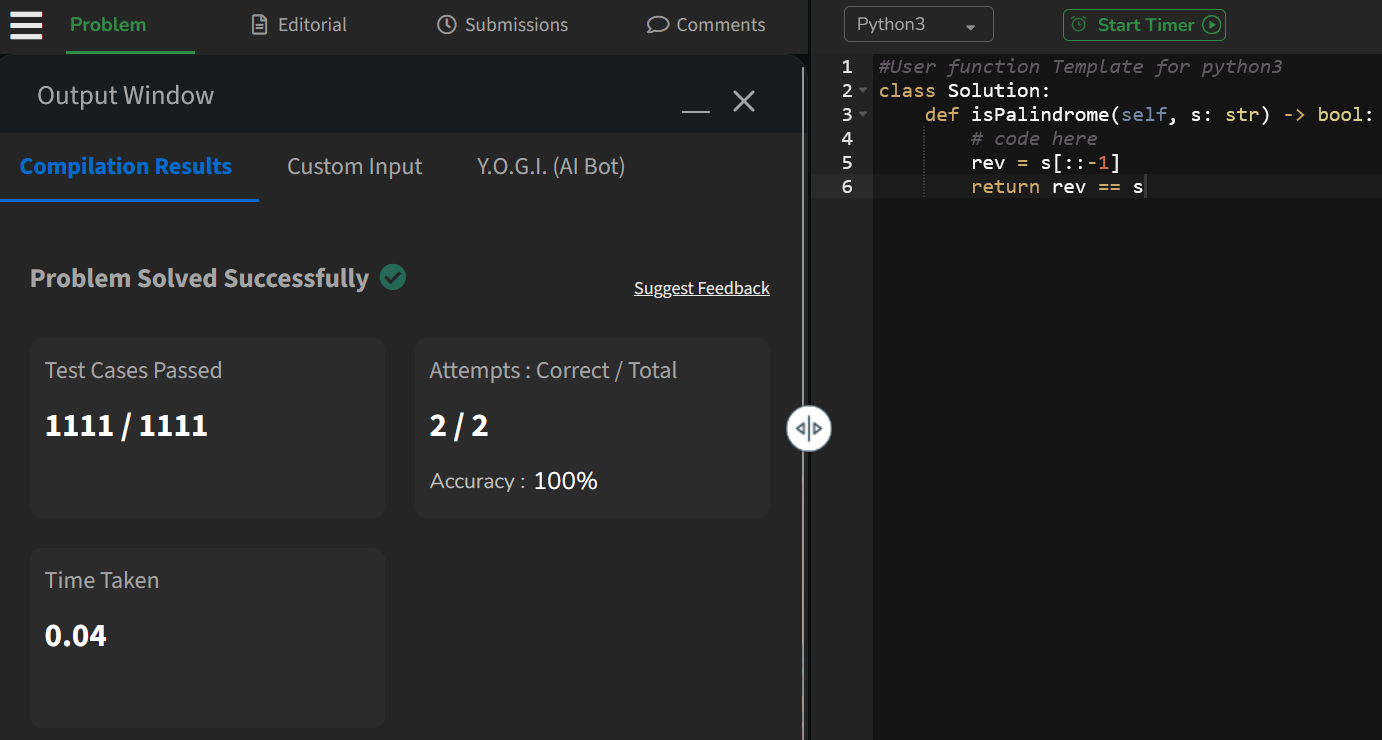 Problem
Editorial
Submissions
Comments
Output Window
Compilation Results
Custom Input
Y.O.G.I. (AI Bot)
Problem Solved Successfully
Suggest Feedback
Test Cases Passed
1111 / 1111
Attempts : Correct / Total
2 / 2
Accuracy : 100%
Time Taken
0.04
Python3
Start Timer
1 #User function Template for python3
2 class Solution:
3     def isPalindrome(self, s: str) -> bool:
4         # code here
5         rev = s[::-1]
6         return rev == s